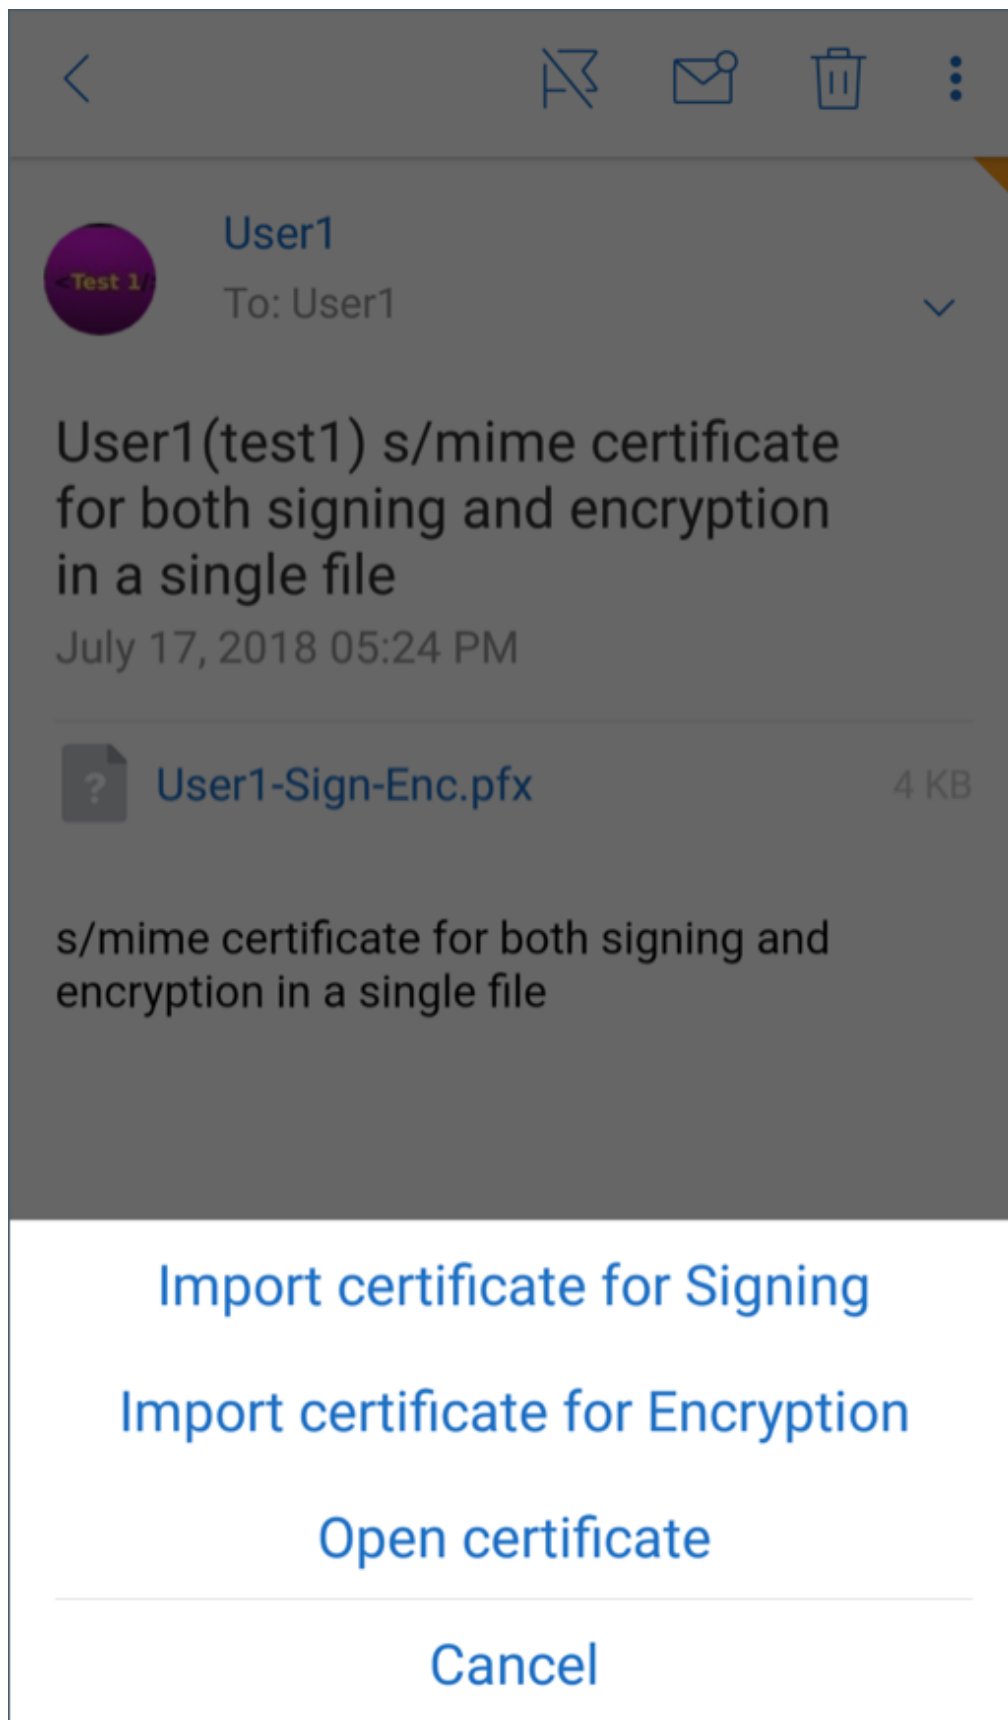 User1
<Test 1/
To: User1
User1(test1) s/mime certificate
for both signing and encryption
in a single file
July 17, 2018 05:24 PM
?
User1-Sign-Enc.pfx
4 KB
s/mime certificate for both signing and
encryption in a single file
Import certificate for Signing
Import certificate for Encryption
Open certificate
Cancel